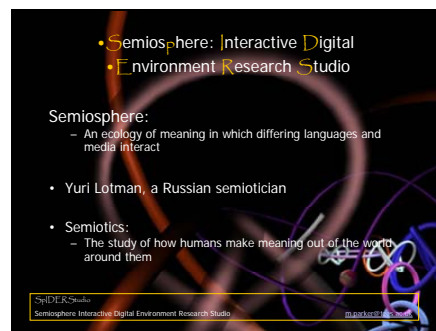 • Semiosphere: Interactive Digital
• Environment Research Studio
Semiosphere:
– An ecology of meaning in which differing languages and
media interact
• Yuri Lotman, a Russian semiotician
• Semiotics:
– The study of how humans make meaning out of the world
around them
SpIDERStudio
Semiosphere Interactive Digital Environment Research Studio